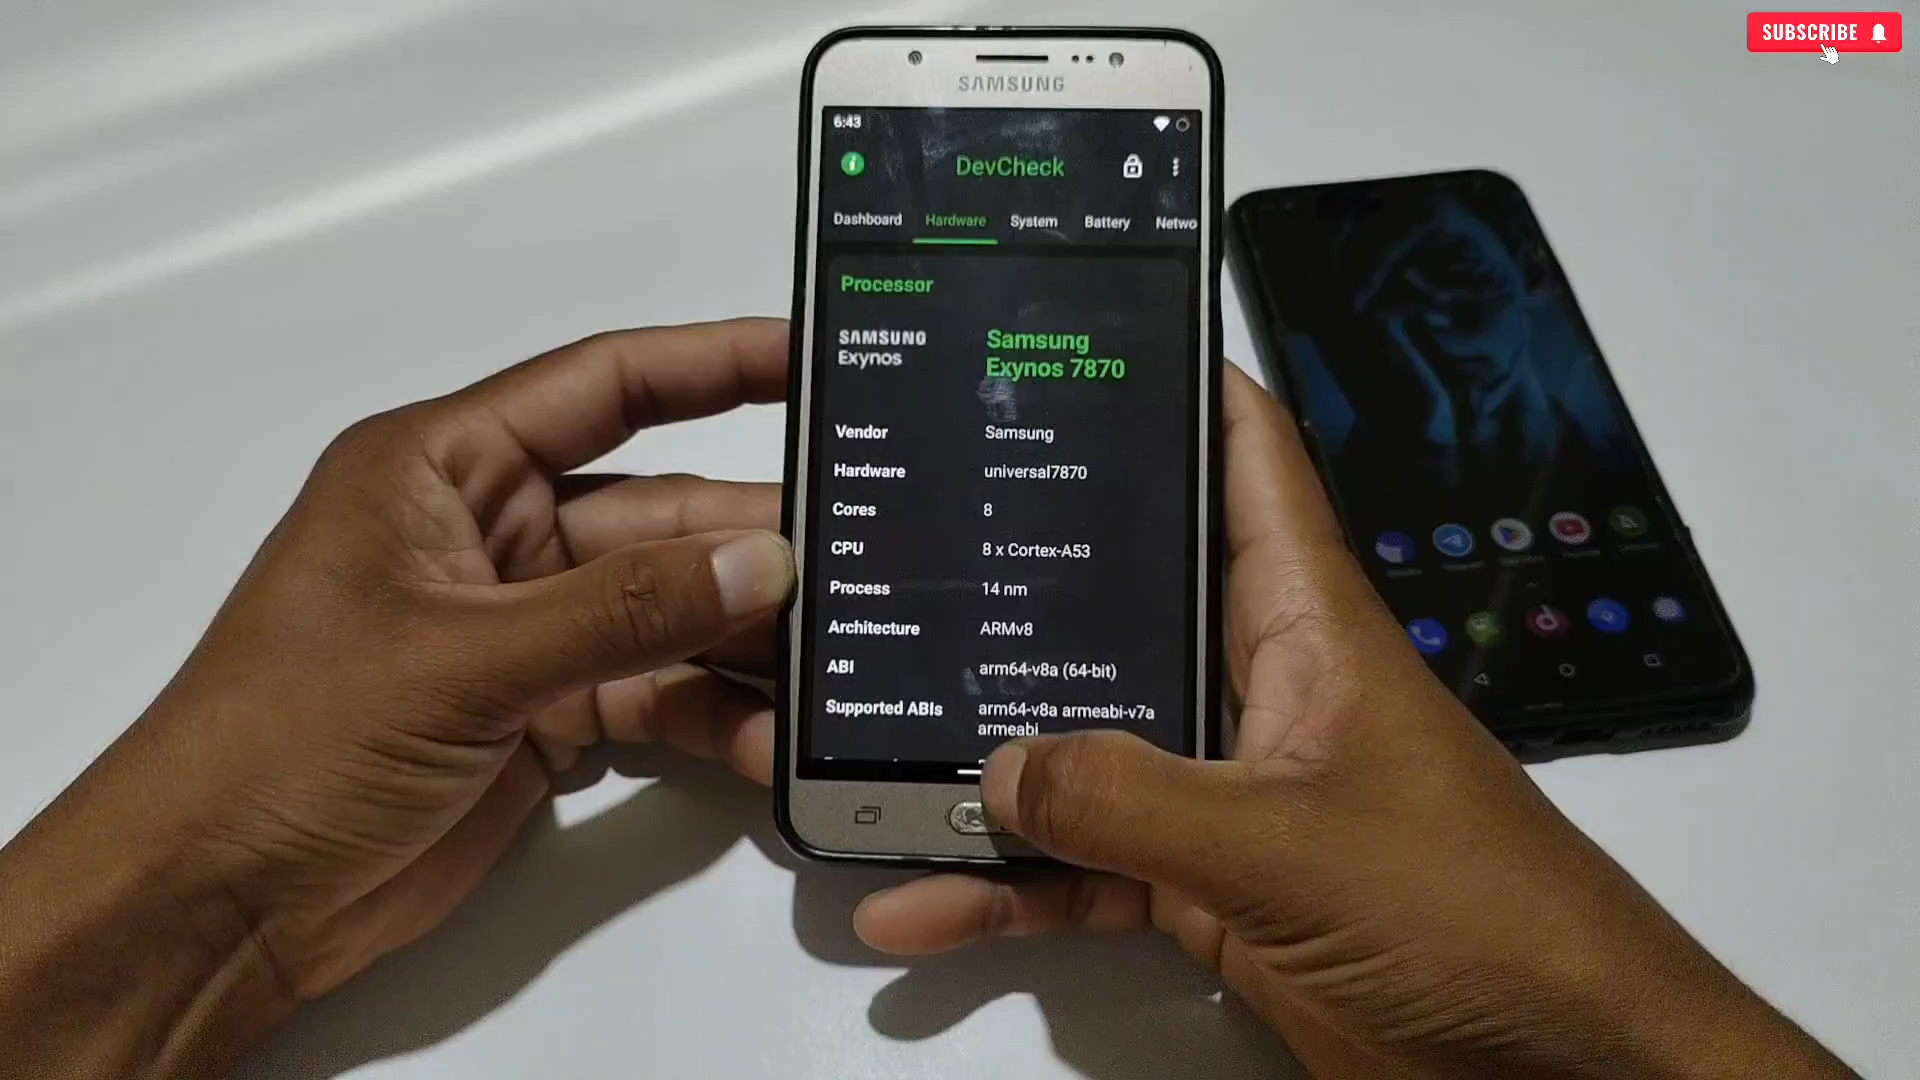 SUBSCRIBE
SAMSUNG
6:43
DevCheck
Dashboard Hardware System Battery Netwo
Processor
SAMSUNG
Exynos
Samsung
Exynos 7870
Vendor Samsung
Hardware universal7870
Cores 8
CPU 8 x Cortex-A53
Process 14 nm
Architecture ARMv8
ABI arm64-v8a (64-bit)
Supported ABIs arm64-v8a armeabi-v7a
armeabi